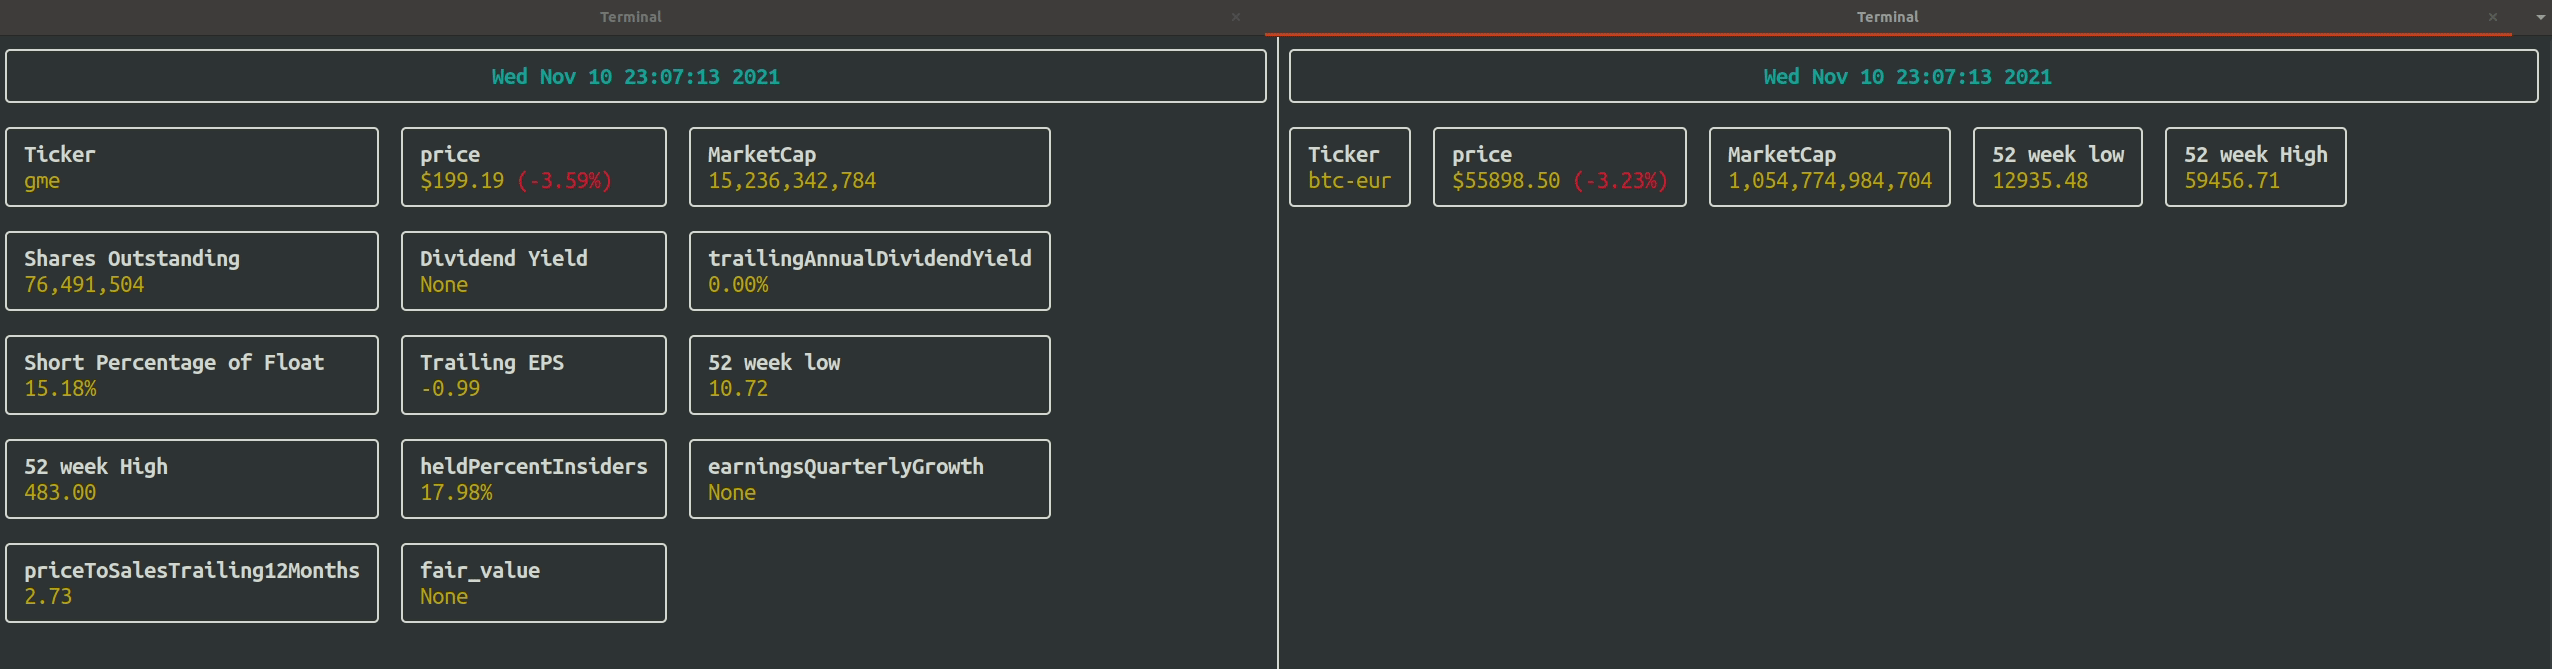 Terminal
Terminal
Wed Nov 10 23:07:13 2021
Ticker
gme
price
$199.19 (-3.59%)
MarketCap
15,236,342,784
Shares Outstanding
76,491,504
Dividend Yield
None
trailingAnnualDividendYield
0.00%
Short Percentage of Float
15.18%
Trailing EPS
-0.99
52 week low
10.72
52 week High
483.00
heldPercentInsiders
17.98%
earningsQuarterlyGrowth
None
priceToSalesTrailing12Months
2.73
fair_value
None
Wed Nov 10 23:07:13 2021
Ticker
btc-eur
price
$55898.50 (-3.23%)
MarketCap
1,054,774,984,704
52 week low
12935.48
52 week High
59456.71